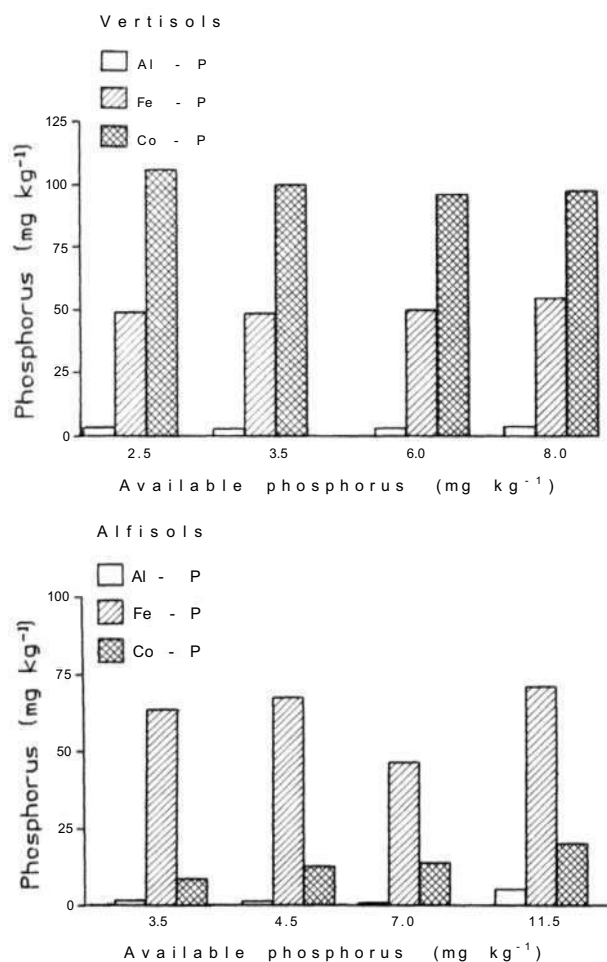 Vertisols
Al - P
Fe - P
Co - P
Phosphorus (mg kg⁻¹)
125
100
75
50
25
0
2.5 3.5 6.0 8.0
Available phosphorus (mg kg⁻¹)
Alfisols
Al - P
Fe - P
Co - P
Phosphorus (mg kg⁻¹)
100
75
50
25
0
3.5 4.5 7.0 11.5
Available phosphorus (mg kg⁻¹)